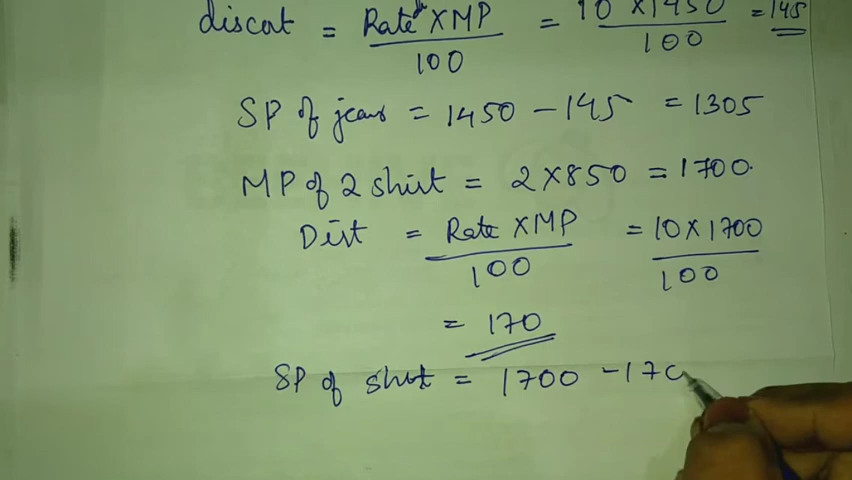 discot = Rate X MP / 100 = 10 X 1450 / 100 = 145
SP of jeans = 1450 - 145 = 1305
MP of 2 shirt = 2 X 850 = 1700.
Dist = Rate X MP / 100 = 10 X 1700 / 100
= 170
SP of shirt = 1700 - 170